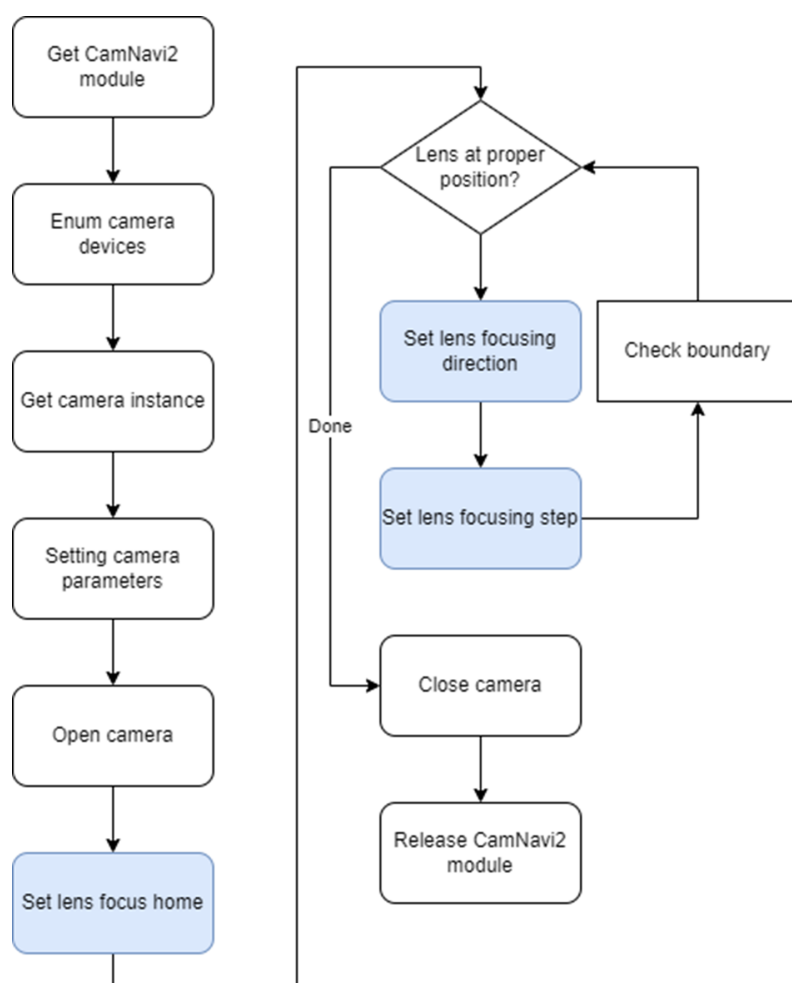 Get CamNavi2
module
Enum camera
devices
Get camera instance
Setting camera
parameters
Open camera
Set lens focus home
Lens at proper
position?
Set lens focusing
direction
Check boundary
Done
Set lens focusing step
Close camera
Release CamNavi2
module